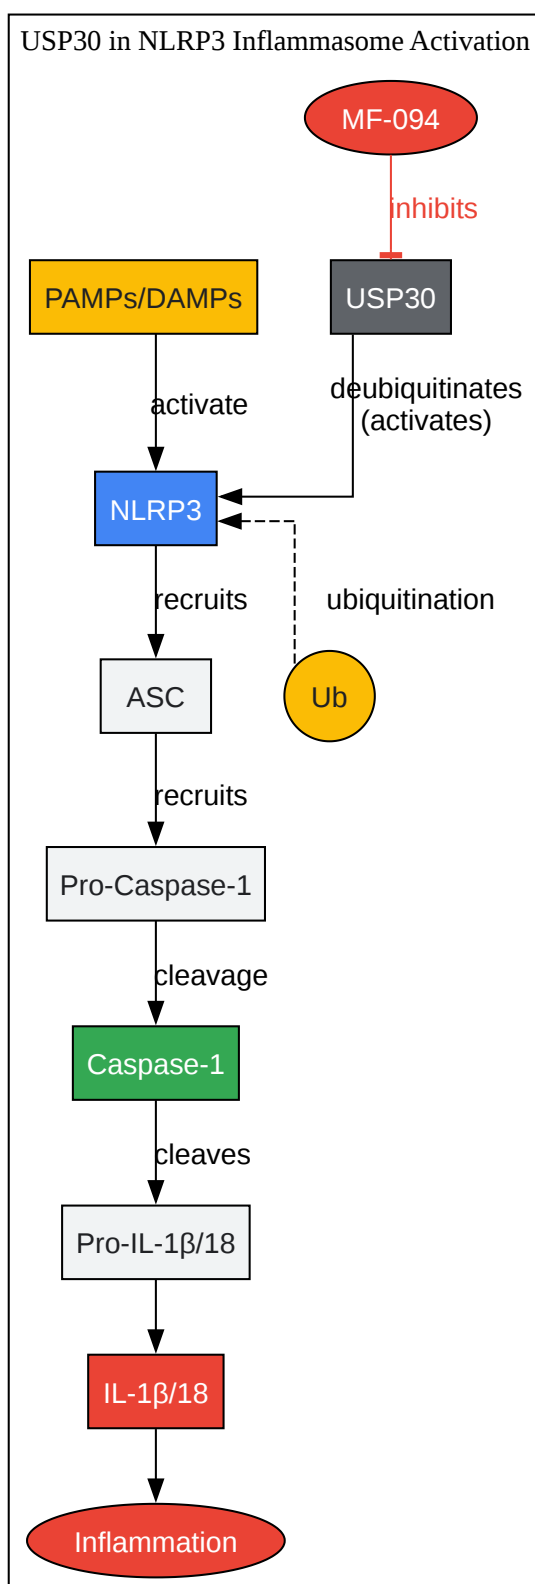 USP30 in NLRP3 Inflammasome Activation
MF-094
inhibits
PAMPs/DAMPs
USP30
activate
deubiquitinates
(activates)
NLRP3
recruits
ubiquitination
ASC
Ub
recruits
Pro-Caspase-1
cleavage
Caspase-1
cleaves
Pro-IL-1β/18
IL-1β/18
Inflammation